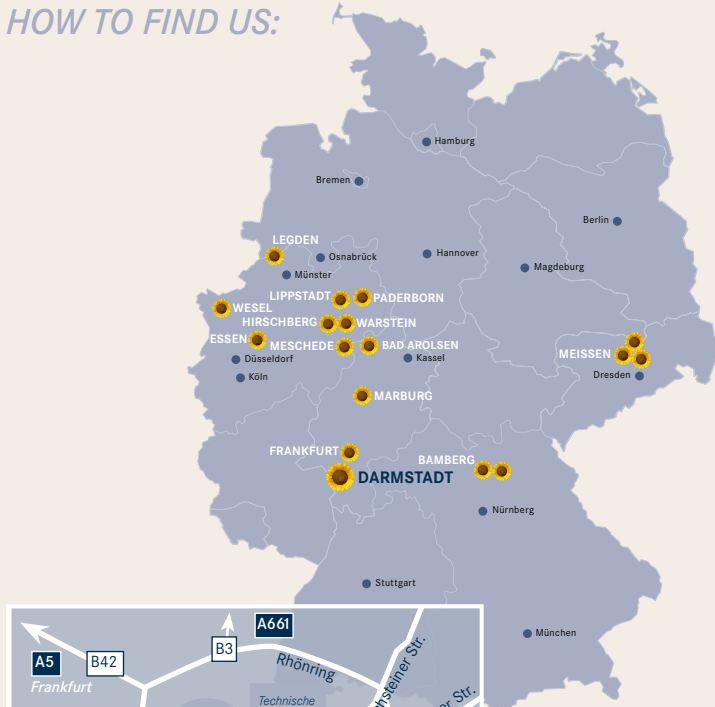 HOW TO FIND US:
Hamburg
Bremen
Berlin
LEGDEN
Osnabrück
Hannover
Magdeburg
Münster
LIPPSTADT
PADERBORN
WESEL
HIRSCHBERG
WARSTEIN
ESSEN
MESCHEDE
BAD AROLSEN
MEISSEN
Düsseldorf
Kassel
Köln
Dresden
MARBURG
FRANKFURT
BAMBERG
DARMSTADT
Nürnberg
Stuttgart
München
A661
B3
A5
B42
Rhönring
Frankfurt
Technische